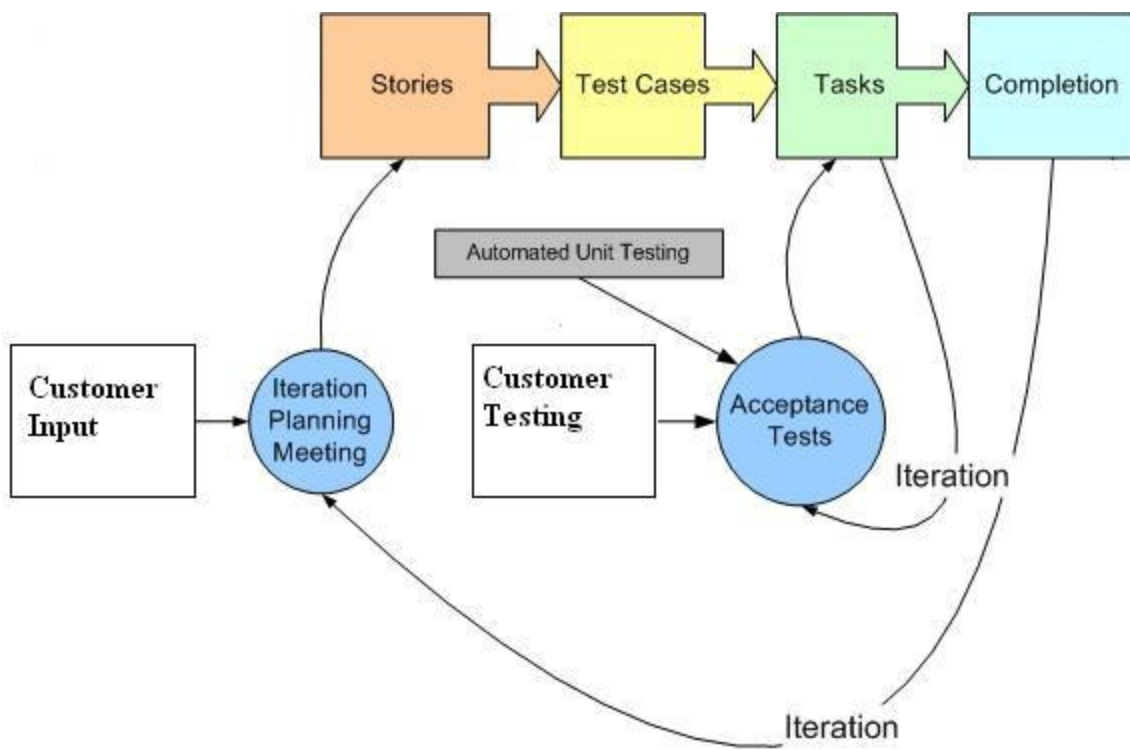 Stories
Test Cases
Tasks
Completion
Automated Unit Testing
Customer
Input
Iteration
Planning
Meeting
Customer
Testing
Acceptance
Tests
Iteration
Iteration